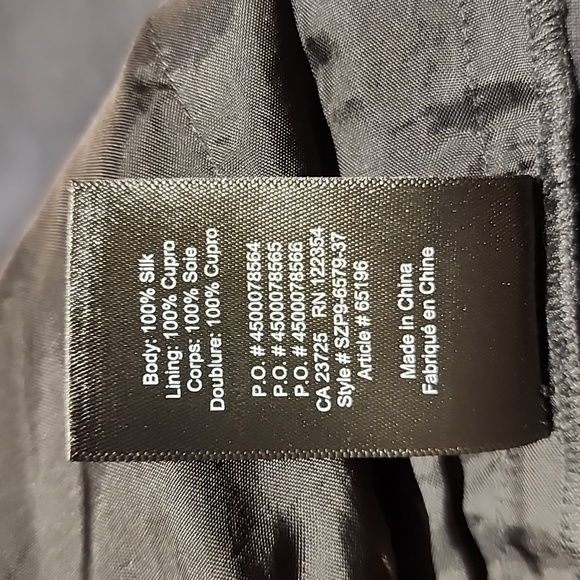 Body: 100% Silk
Lining: 100% Cupro
Corps: 100% Soie
Doublure: 100% Cupro
P.O. # 4500078564
P.O. # 4500078565
P.O. # 4500078566
CA 23725 RN 122354
Style # SZP9-6579-37
Article # 65196
Made in China
Fabriqué en Chine